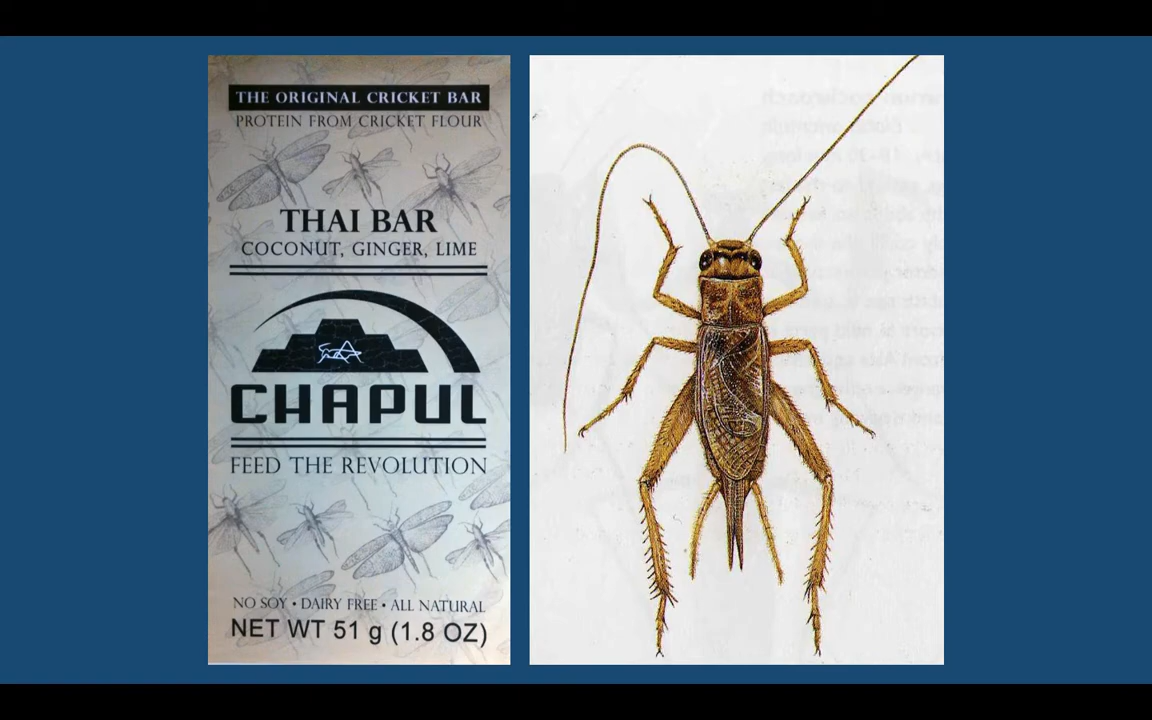 THE ORIGINAL CRICKET BAR
PROTEIN FROM CRICKET FLOUR
THAI BAR
COCONUT, GINGER, LIME
CHAPUL
FEED THE REVOLUTION
NO SOY • DAIRY FREE • ALL NATURAL
NET WT 51 g (1.8 OZ)